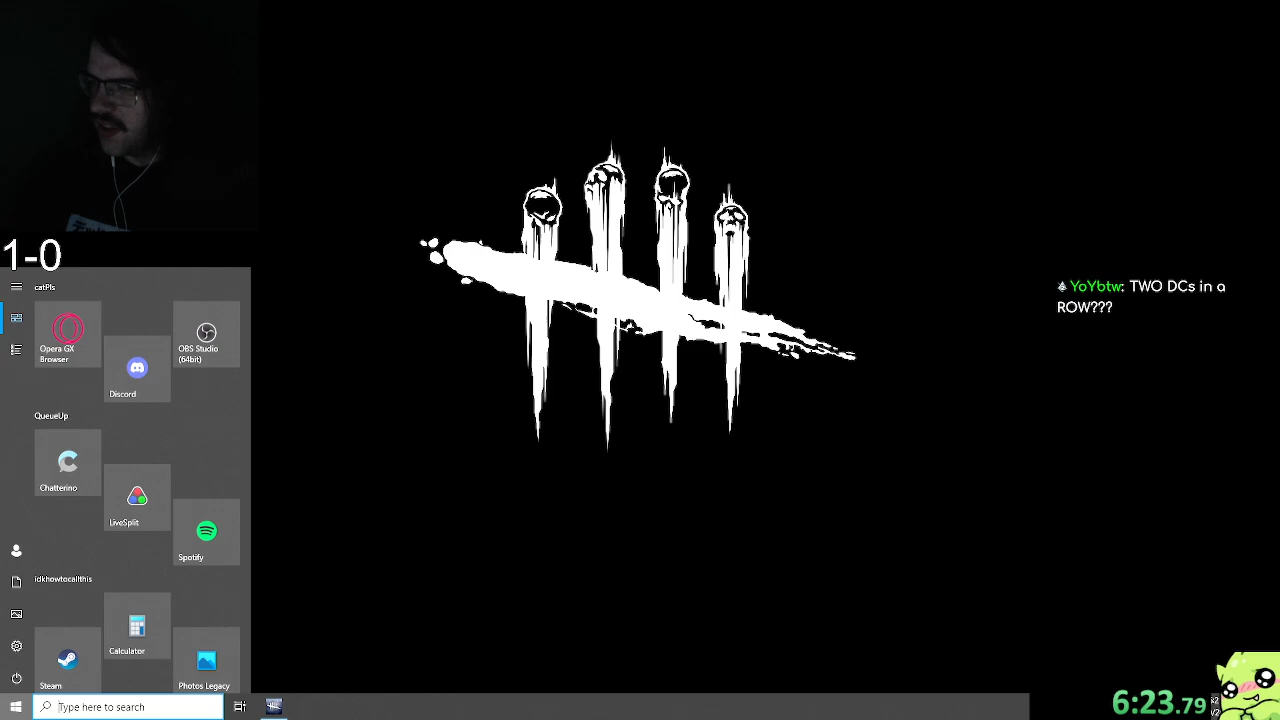 1-0
catPls
Opera GX
Browser
Discord
OBS Studio
(64bit)
QueueUp
Chatterino
LiveSplit
Spotify
idkhowtocallthis
Calculator
Steam
Photos Legacy
Type here to search
YoYbtw: TWO DCs in a
ROW???
6:23.79